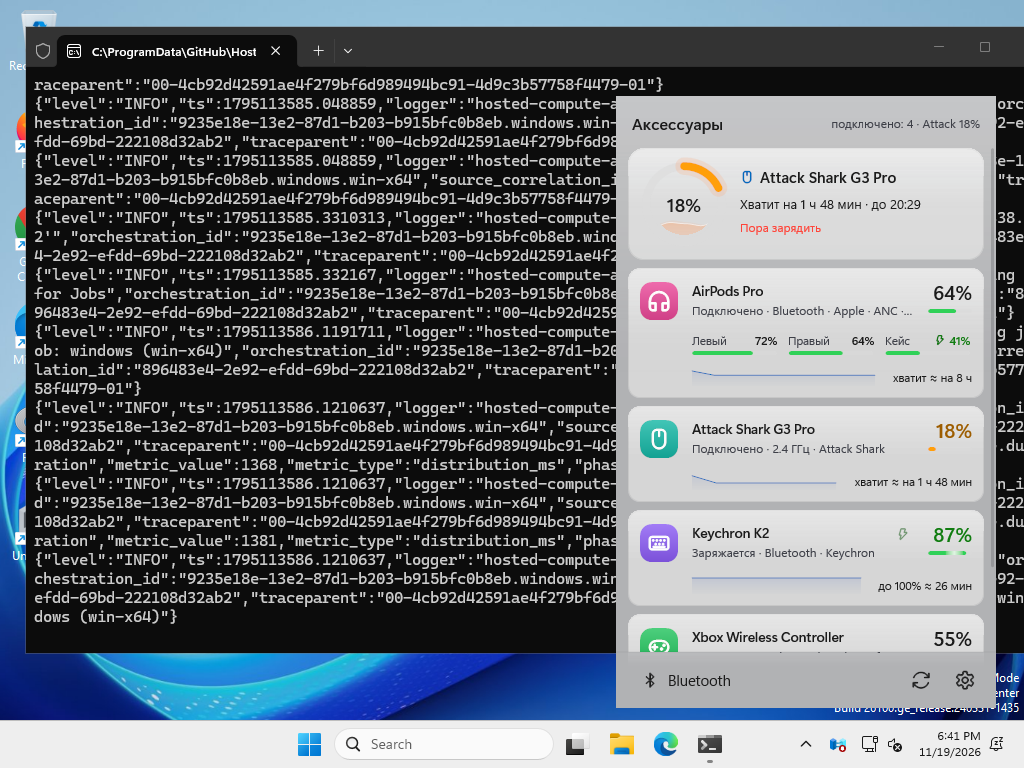 C:\ProgramData\GitHub\Host
raceparent":"00-4cb92d42591ae4f279bf6d989494bc91-4d9c3b57758f4479-01"}
{"level":"INFO","ts":1795113585.048859,"logger":"hosted-compute-a
hestration_id":"9235e18e-13e2-87d1-b203-b915bfc0b8eb.windows.win-
efdd-69bd-222108d32ab2","traceparent":"00-4cb92d42591ae4f279bf6d98
{"level":"INFO","ts":1795113585.048859,"logger":"hosted-compute-a
3e2-87d1-b203-b915bfc0b8eb.windows.win-x64","source_correlation_i
aceparent":"00-4cb92d42591ae4f279bf6d989494bc91-4d9c3b57758f4479-
{"level":"INFO","ts":1795113585.3310313,"logger":"hosted-compute-
2'","orchestration_id":"9235e18e-13e2-87d1-b203-b915bfc0b8eb.wind
4-2e92-efdd-69bd-222108d32ab2","traceparent":"00-4cb92d42591ae4f2
{"level":"INFO","ts":1795113585.332167,"logger":"hosted-compute-a
for Jobs","orchestration_id":"9235e18e-13e2-87d1-b203-b915bfc0b8e
96483e4-2e92-efdd-69bd-222108d32ab2","traceparent":"00-4cb92d4259
{"level":"INFO","ts":1795113586.1191711,"logger":"hosted-compute-
ob: windows (win-x64)","orchestration_id":"9235e18e-13e2-87d1-b20
lation_id":"896483e4-2e92-efdd-69bd-222108d32ab2","traceparent":"
58f4479-01"}
{"level":"INFO","ts":1795113586.1210637,"logger":"hosted-compute-
d":"9235e18e-13e2-87d1-b203-b915bfc0b8eb.windows.win-x64","source
108d32ab2","traceparent":"00-4cb92d42591ae4f279bf6d989494bc91-4d9
ration","metric_value":1368,"metric_type":"distribution_ms","phas
{"level":"INFO","ts":1795113586.1210637,"logger":"hosted-compute-
d":"9235e18e-13e2-87d1-b203-b915bfc0b8eb.windows.win-x64","source
108d32ab2","traceparent":"00-4cb92d42591ae4f279bf6d989494bc91-4d9
ration","metric_value":1381,"metric_type":"distribution_ms","phas
{"level":"INFO","ts":1795113586.1210637,"logger":"hosted-compute-
chestration_id":"9235e18e-13e2-87d1-b203-b915bfc0b8eb.windows.win
efdd-69bd-222108d32ab2","traceparent":"00-4cb92d42591ae4f279bf6d9
dows (win-x64)"}
Аксессуары
подключено: 4 · Attack 18%
18%
Attack Shark G3 Pro
Хватит на 1 ч 48 мин · до 20:29
Пора зарядить
AirPods Pro
64%
Подключено · Bluetooth · Apple · ANC ·...
Левый 72% Правый 64% Кейс 41%
хватит ≈ на 8 ч
Attack Shark G3 Pro
18%
Подключено · 2.4 ГГц · Attack Shark
хватит ≈ на 1 ч 48 мин
Keychron K2
87%
Заряжается · Bluetooth · Keychron
до 100% ≈ 26 мин
Xbox Wireless Controller
55%
Bluetooth
Search
6:41 PM
11/19/2026